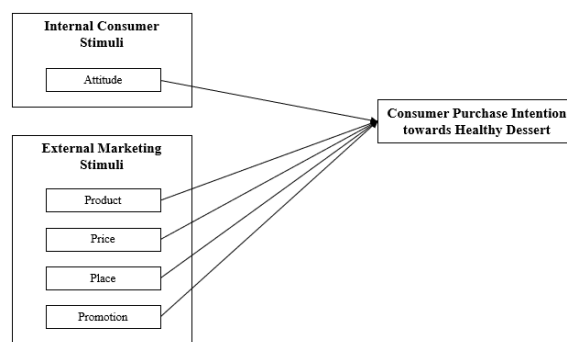 Internal Consumer
Stimuli
Attitude
Consumer Purchase Intention
towards Healthy Dessert
External Marketing
Stimuli
Product
Price
Place
Promotion